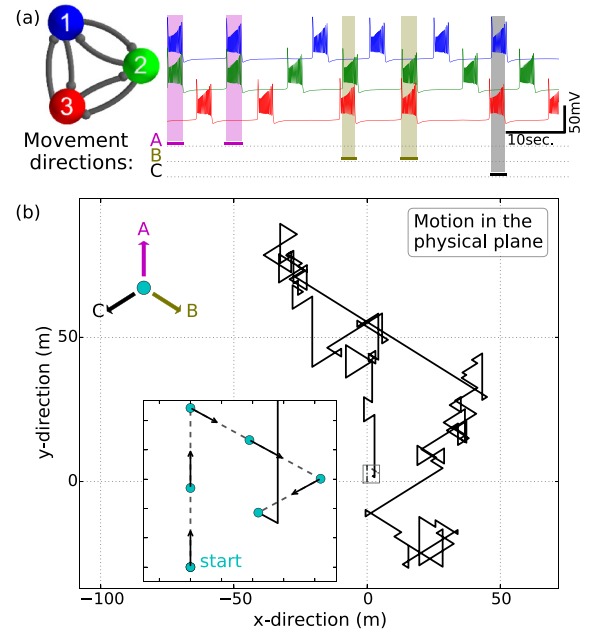 (a)
1
2
3
Movement
directions:
A
B
C
10sec.
50mV
(b)
Motion in the
physical plane
A
C
B
start
50
0
y-direction (m)
−100
−50
0
50
x-direction (m)